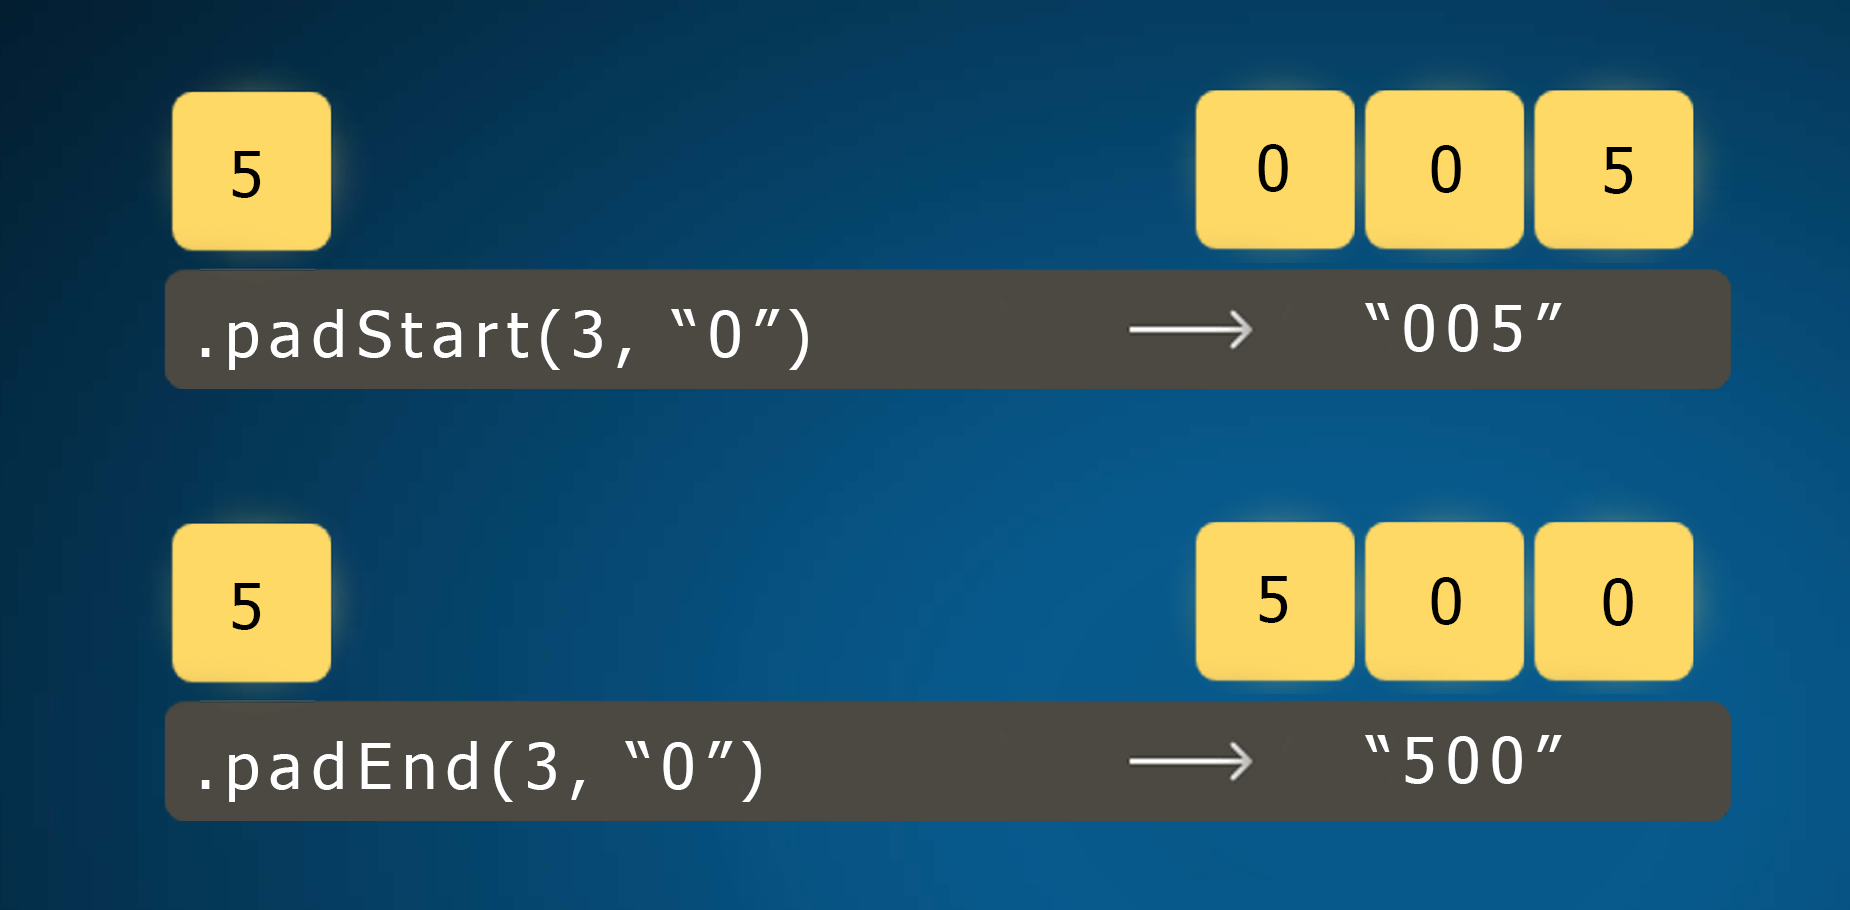 5 0 0 5
.padStart(3, “0”) → “005”
5 5 0 0
.padEnd(3, “0”) → “500”